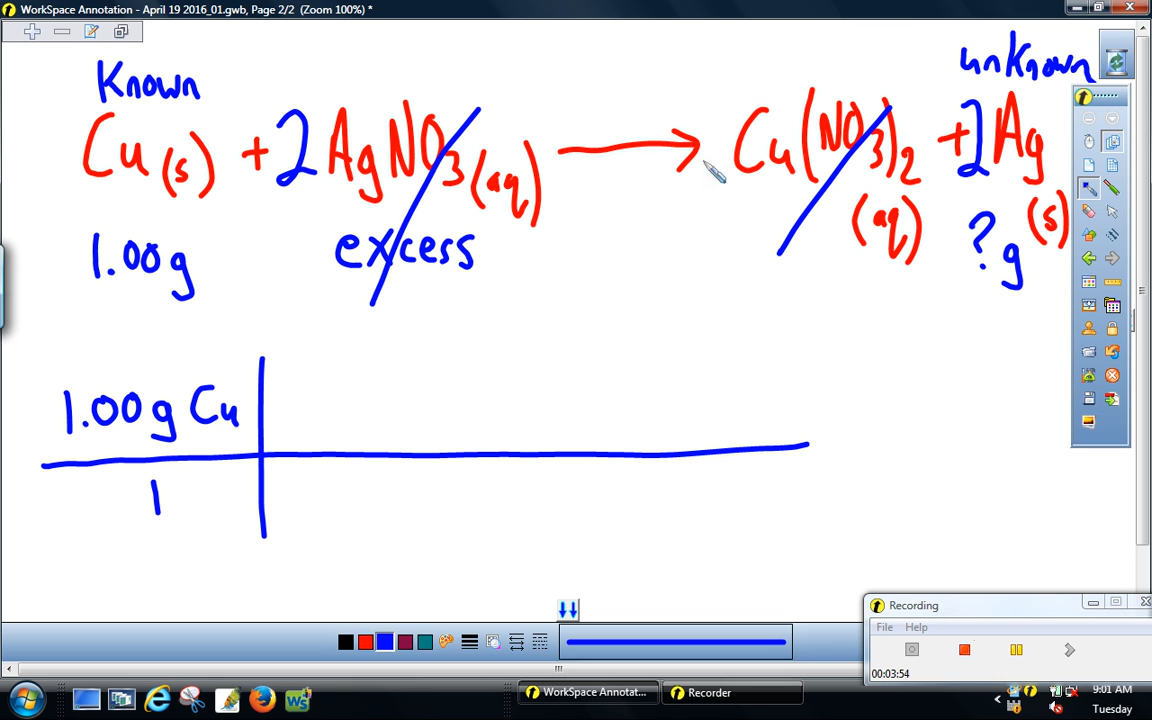 WorkSpace Annotation - April 19 2016_01.gwb, Page 2/2 (Zoom 100%) *
Known
unknown
Cu(s) + 2AgNO3(aq) → Cu(NO3)2(aq) + 2Ag(s)
1.00g
excess
? g
1.00g Cu
1
Recording
File Help
00:03:54
WorkSpace Annotat...
Recorder
9:01 AM
Tuesday